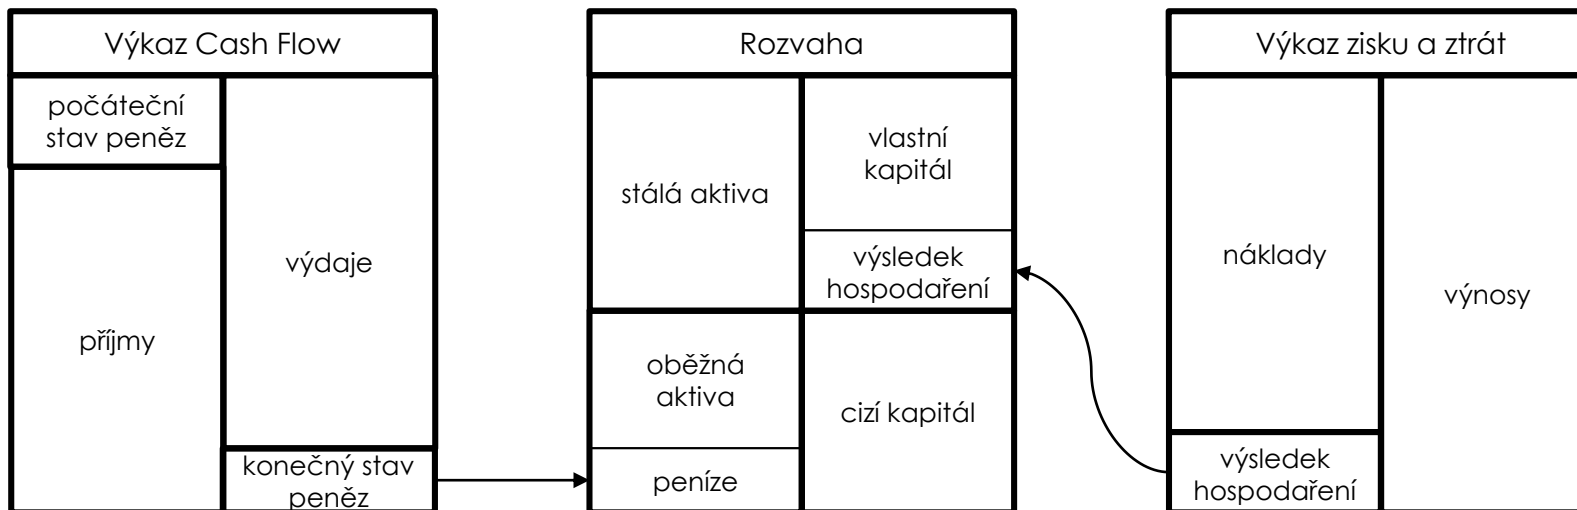 Výkaz Cash Flow
počáteční
stav peněz
příjmy
výdaje
konečný stav
peněz
Rozvaha
stálá aktiva
oběžná
aktiva
peníze
vlastní
kapitál
výsledek
hospodaření
cizí kapitál
Výkaz zisku a ztrát
náklady
výsledek
hospodaření
výnosy